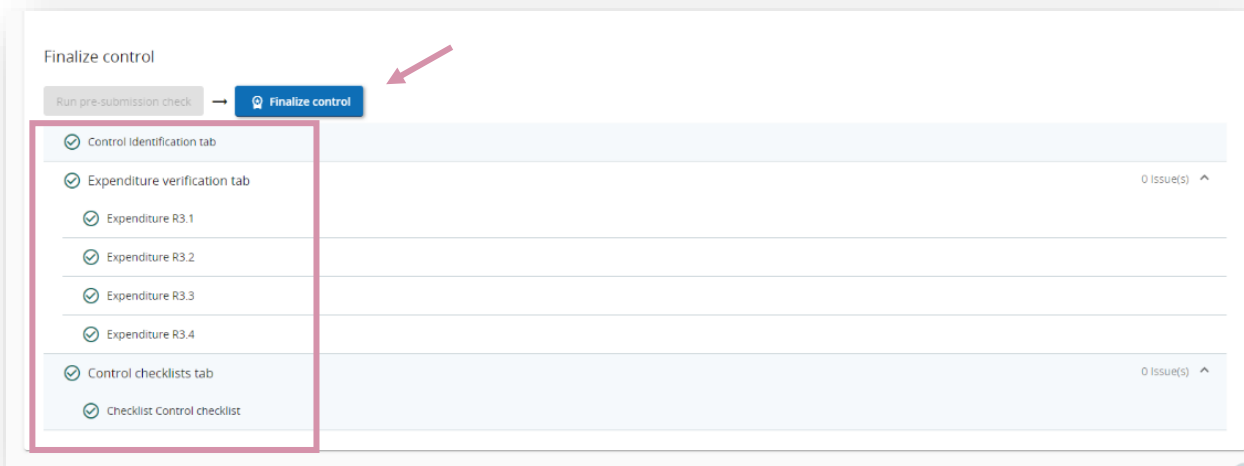 Finalize control
Run pre-submission check → Finalize control
Control Identification tab
Expenditure verification tab 0 Issue(s)
Expenditure R3.1
Expenditure R3.2
Expenditure R3.3
Expenditure R3.4
Control checklists tab 0 Issue(s)
Checklist Control checklist